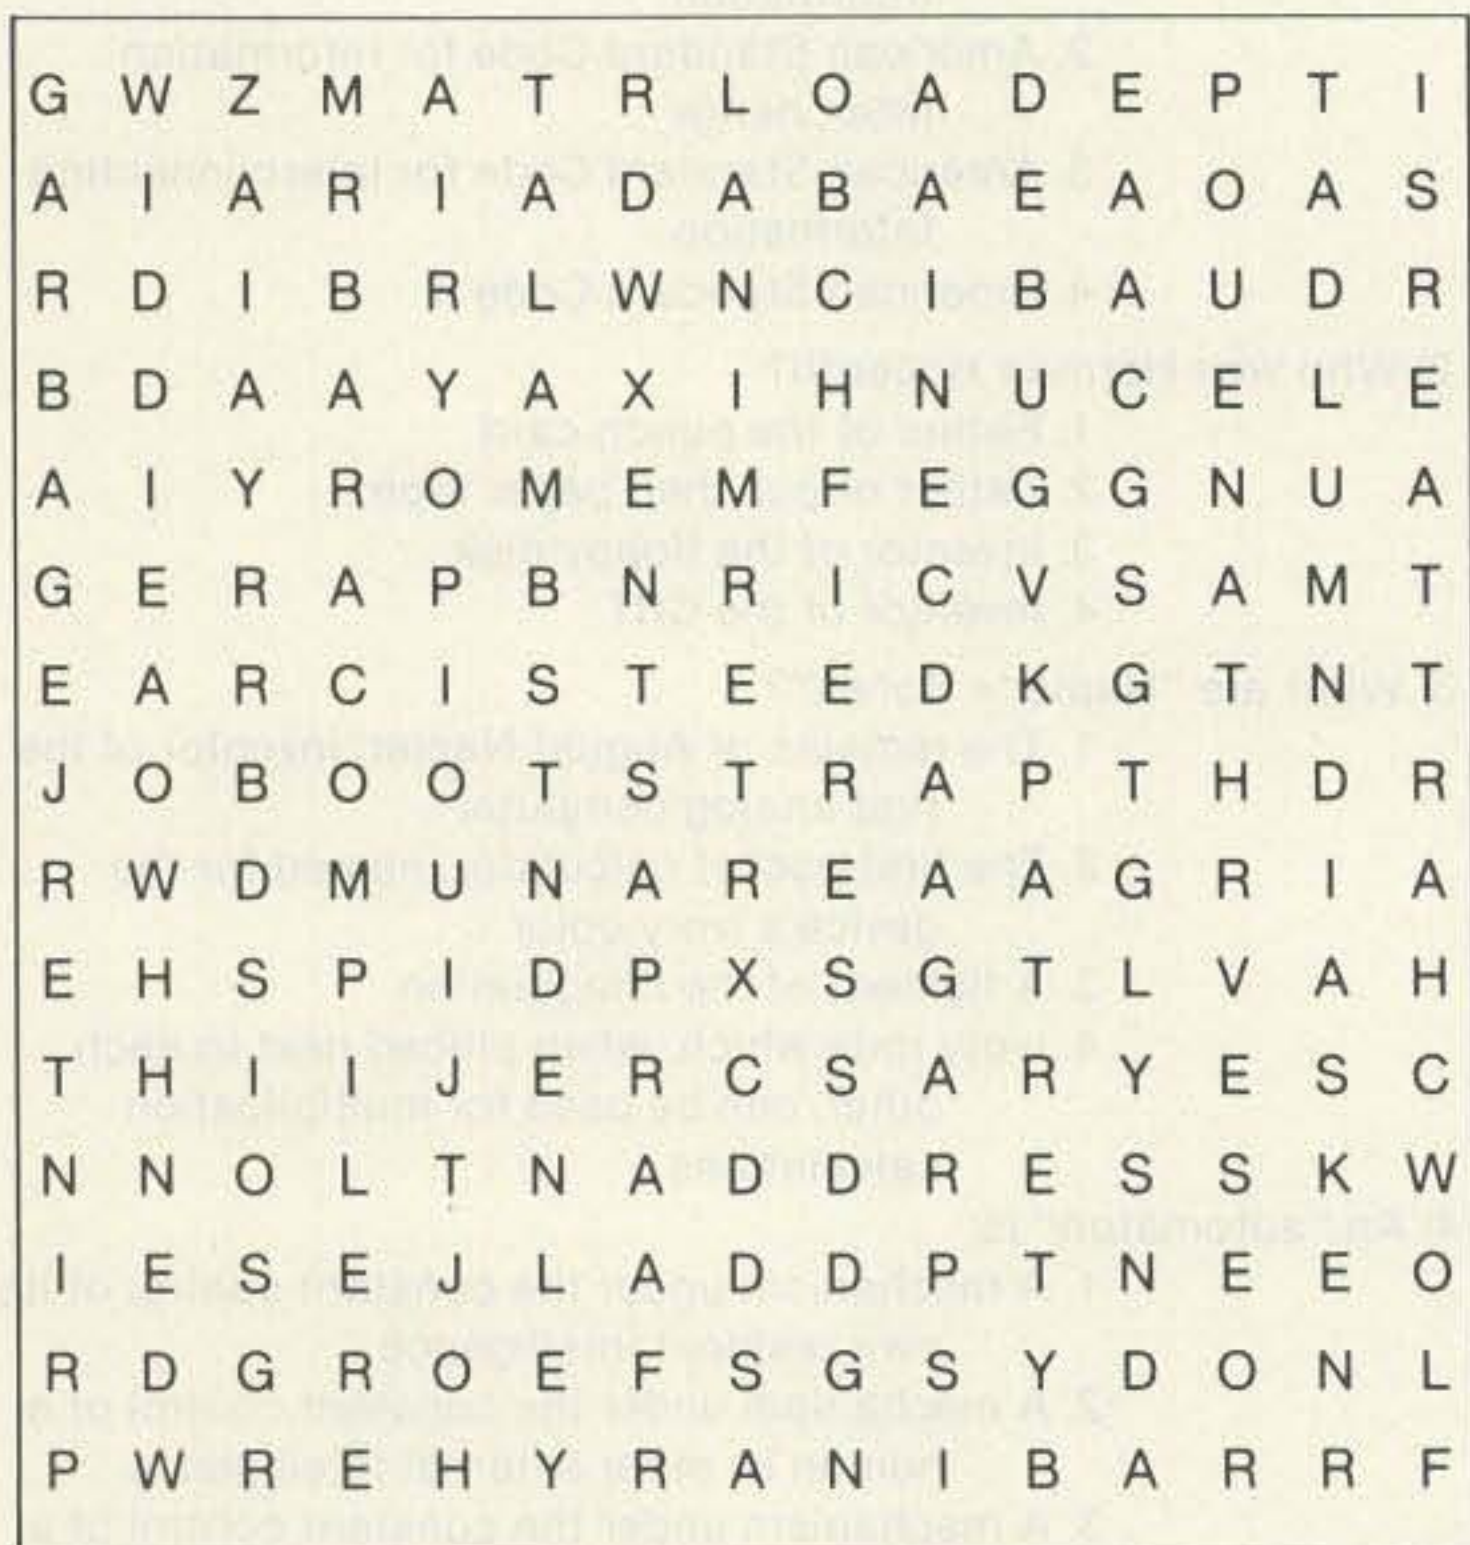 G W Z M A T R L O A D E P T I
A I A R I A D A B A E A O A S
R D I B R L W N C I B A U D R
B D A A Y A X I H N U C E L E
A I Y R O M E M F E G G N U A
G E R A P B N R I C V S A M T
E A R C I S T E E D K G T N T
J O B O O T S T R A P T H D R
R W D M U N A R E A A G R I A
E H S P I D P X S G T L V A H
T H I I J E R C S A R Y E S C
N N O L T N A D D R E S S K W
I E S E J L A D D P T N E E O
R D G R O E F S G S Y D O N L
P W R E H Y R A N I B A R R F